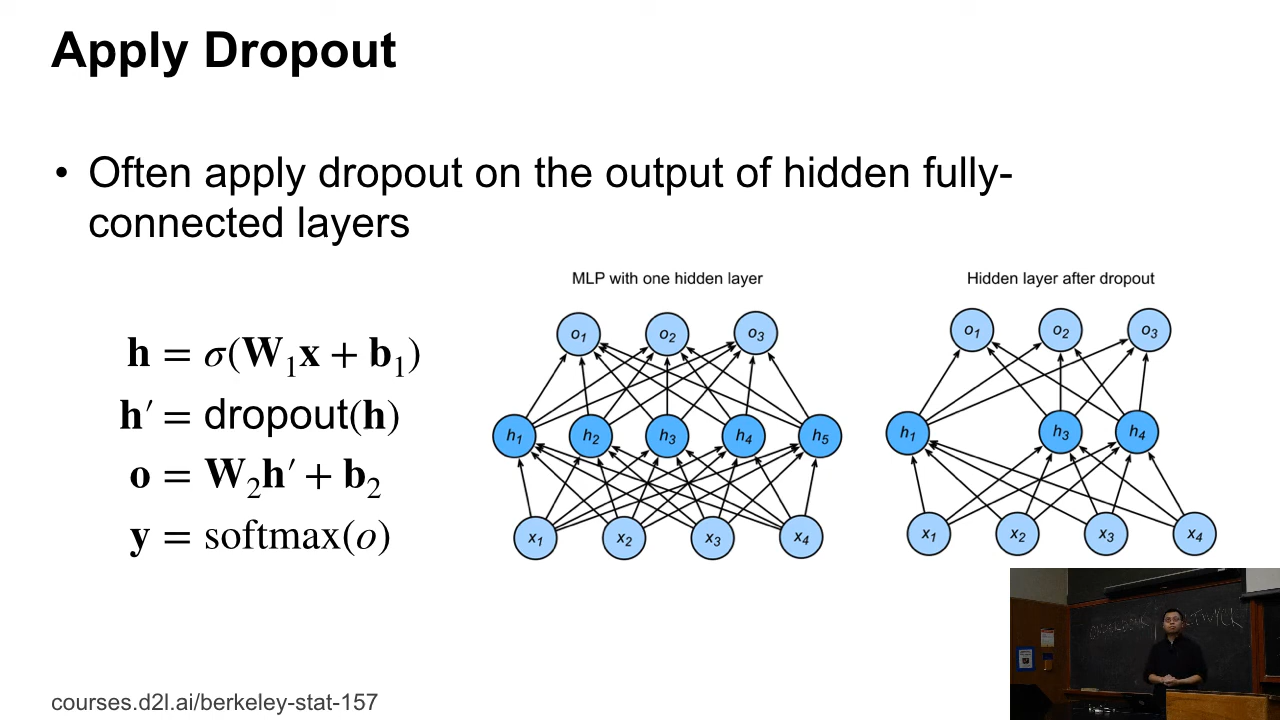 Apply Dropout
• Often apply dropout on the output of hidden fully-
connected layers
MLP with one hidden layer
Hidden layer after dropout
h = σ(W₁x + b₁)
h′ = dropout(h)
o = W₂h′ + b₂
y = softmax(o)
o₁ o₂ o₃
h₁ h₂ h₃ h₄ h₅
x₁ x₂ x₃ x₄
o₁ o₂ o₃
h₁ h₃ h₄
x₁ x₂ x₃ x₄
courses.d2l.ai/berkeley-stat-157